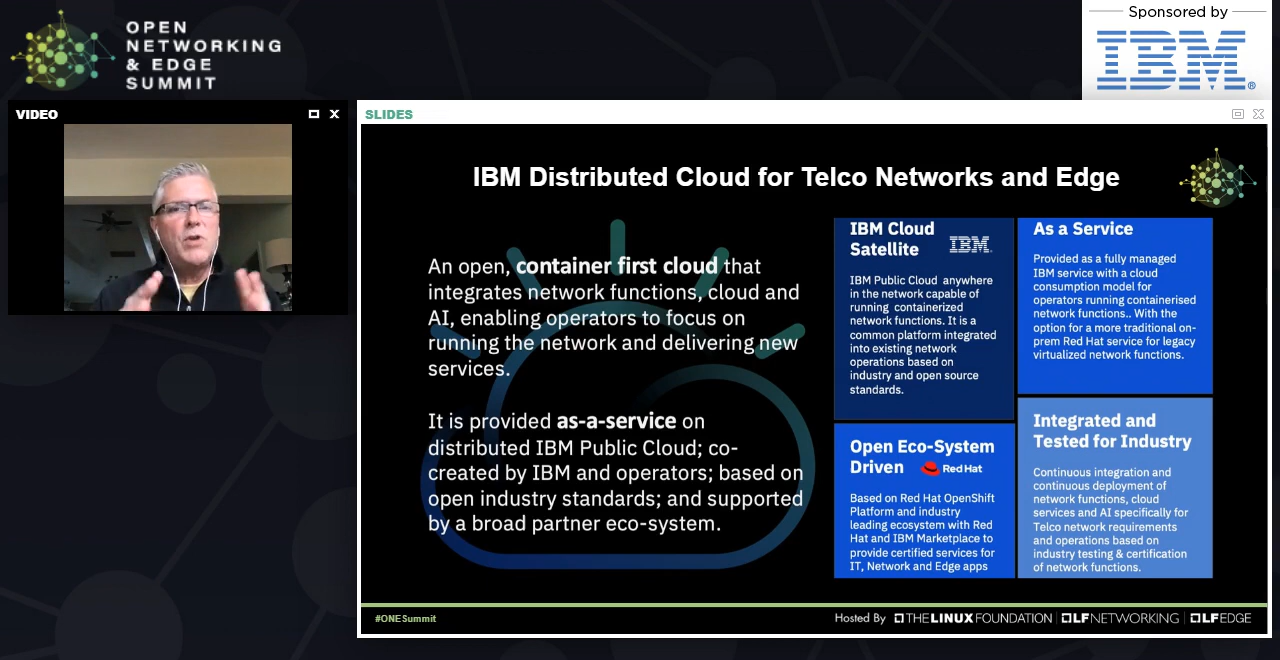 OPEN
NETWORKING
& EDGE
SUMMIT
Sponsored by
IBM®
VIDEO
SLIDES
IBM Distributed Cloud for Telco Networks and Edge
An open, container first cloud that
integrates network functions, cloud and
AI, enabling operators to focus on
running the network and delivering new
services.
It is provided as-a-service on
distributed IBM Public Cloud; co-
created by IBM and operators; based on
open industry standards; and supported
by a broad partner eco-system.
IBM Cloud
Satellite
IBM.
IBM Public Cloud anywhere
in the network capable of
running containerized
network functions. It is a
common platform integrated
into existing network
operations based on
industry and open source
standards.
As a Service
Provided as a fully managed
IBM service with a cloud
consumption model for
operators running containerised
network functions.. With the
option for a more traditional on-
prem Red Hat service for legacy
virtualized network functions.
Open Eco-System
Driven
Red Hat
Based on Red Hat OpenShift
Platform and industry
leading ecosystem with Red
Hat and IBM Marketplace to
provide certified services for
IT, Network and Edge apps
Integrated and
Tested for Industry
Continuous integration and
continuous deployment of
network functions, cloud
services and AI specifically for
Telco network requirements
and operations based on
industry testing & certification
of network functions.
#ONESummit
Hosted By THE LINUX FOUNDATION | LFNETWORKING | LFEDGE